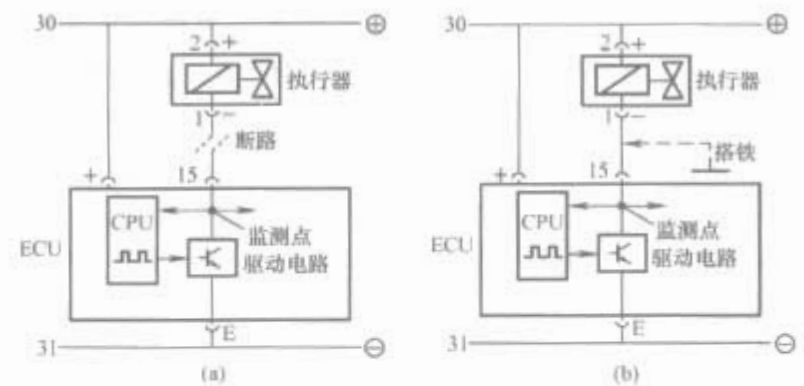 30
⊕
2 +
执行器
1 −
断路
+
15
CPU
监测点
驱动电路
ECU
E
31
⊖
(a)
30
⊕
2 +
执行器
1 −
搭铁
+
15
CPU
监测点
驱动电路
ECU
E
31
⊖
(b)